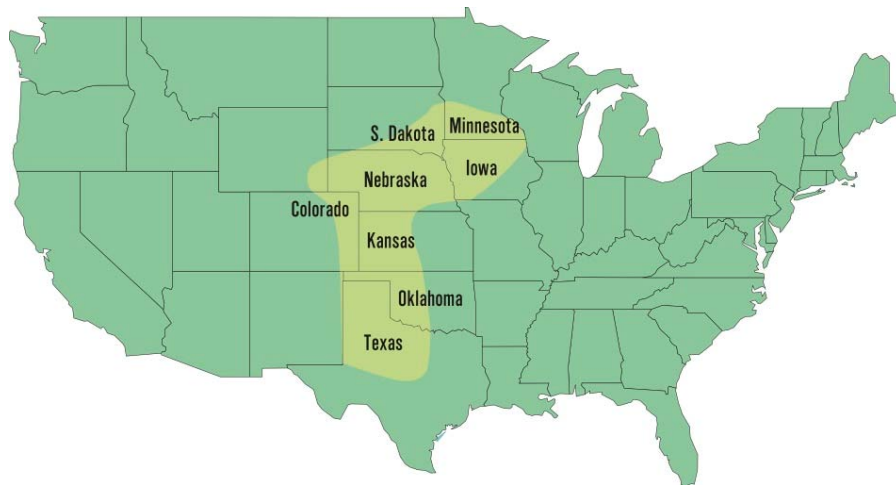 Minnesota
S. Dakota
Iowa
Nebraska
Colorado
Kansas
Oklahoma
Texas